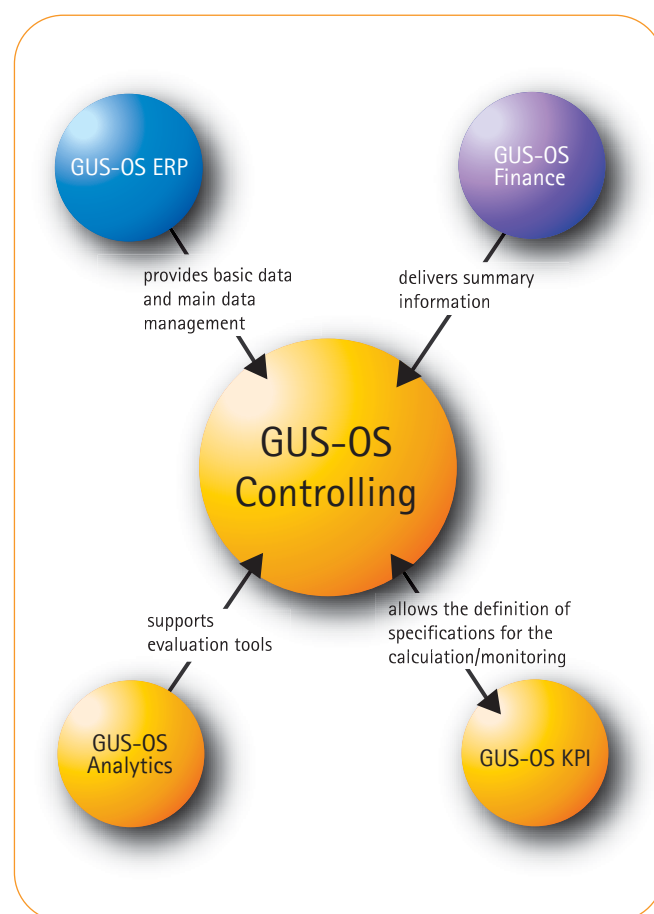 GUS-OS ERP
GUS-OS
Finance
provides basic data
and main data
management
delivers summary
information
GUS-OS
Controlling
supports
evaluation tools
allows the definition of
specifications for the
calculation/monitoring
GUS-OS
Analytics
GUS-OS KPI